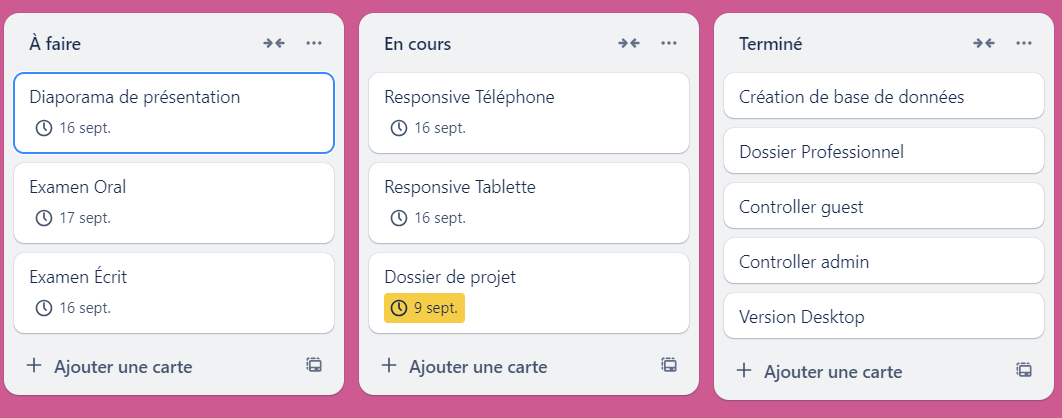 À faire
Diaporama de présentation
16 sept.
Examen Oral
17 sept.
Examen Écrit
16 sept.
Ajouter une carte
En cours
Responsive Téléphone
16 sept.
Responsive Tablette
16 sept.
Dossier de projet
9 sept.
Ajouter une carte
Terminé
Création de base de données
Dossier Professionnel
Controller guest
Controller admin
Version Desktop
Ajouter une carte